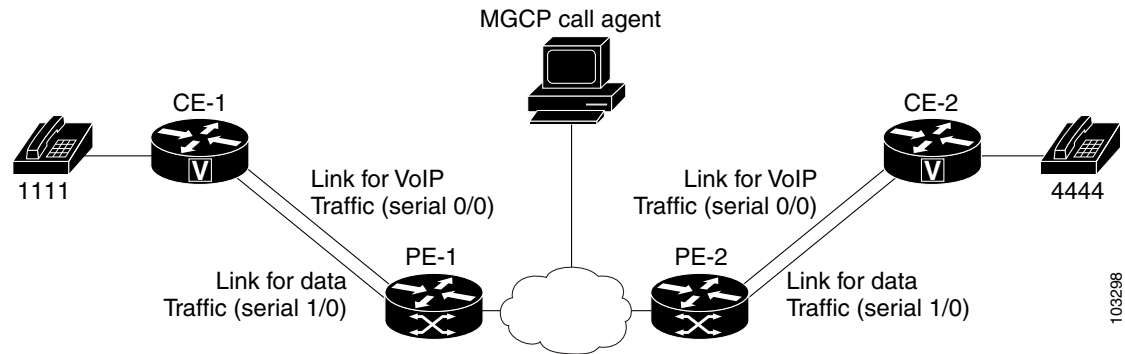 MGCP call agent
CE-1
CE-2
V
V
1111
4444
Link for VoIP
Traffic (serial 0/0)
Link for VoIP
Traffic (serial 0/0)
PE-1
PE-2
Link for data
Traffic (serial 1/0)
Link for data
Traffic (serial 1/0)
103298